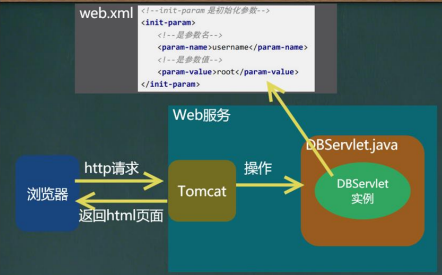 web.xml
<!--init-param 是初始化参数-->
<init-param>
<!--是参数名-->
<param-name>username</param-name>
<!--是参数值-->
<param-value>root</param-value>
</init-param>
Web服务
DBServlet.java
http请求
操作
浏览器
Tomcat
DBServlet
实例
返回html页面